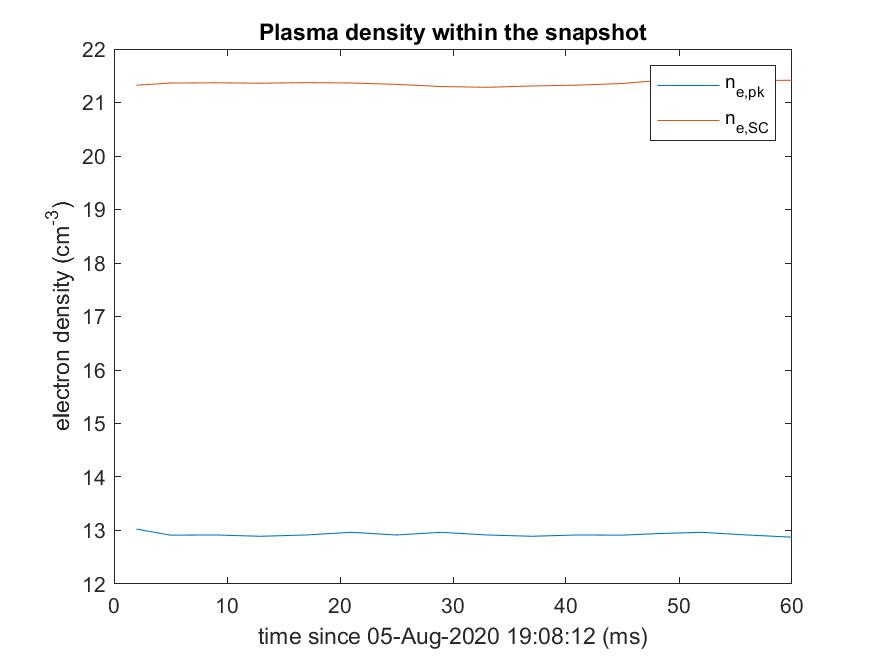 Plasma density within the snapshot
22
21
20
19
18
17
16
15
14
13
12
electron density (cm⁻³)
n_e,pk
n_e,SC
0 10 20 30 40 50 60
time since 05-Aug-2020 19:08:12 (ms)